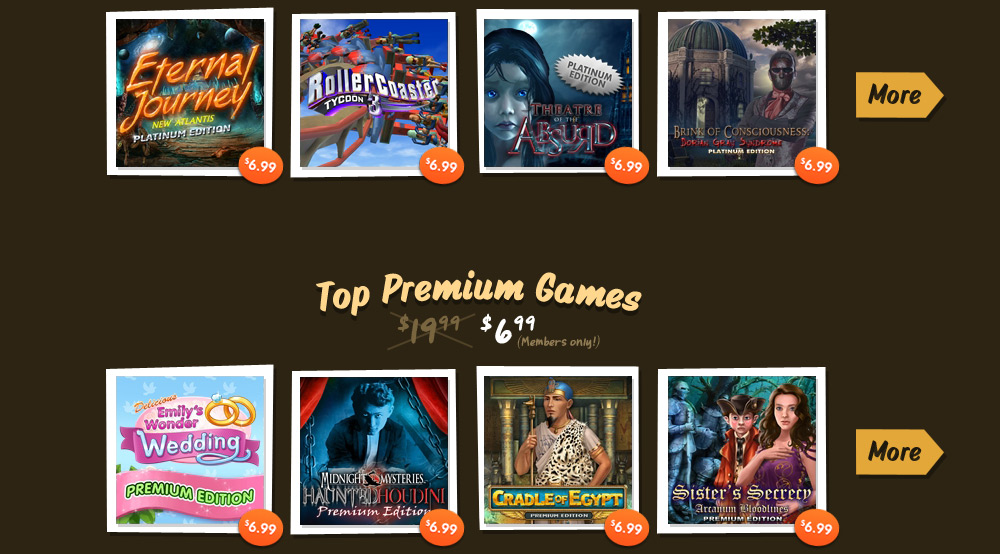 Eternal
Journey
NEW ATLANTIS
PLATINUM EDITION
$6.99
RollerCoaster
TYCOON 3
$6.99
PLATINUM
EDITION
THEATRE
OF THE
ABSURD
$6.99
BRINK OF CONSCIOUSNESS:
DORIAN GRAY SYNDROME
PLATINUM EDITION
$6.99
More
Top Premium Games
$19.99 $6.99
(Members only!)
Delicious
Emily's
Wonder
Wedding
PREMIUM EDITION
$6.99
MIDNIGHT MYSTERIES
HAUNTED HOUDINI
Premium Edition
$6.99
CRADLE OF EGYPT
PREMIUM EDITION
$6.99
Sister's Secrecy
Arcanum Bloodlines
PREMIUM EDITION
$6.99
More